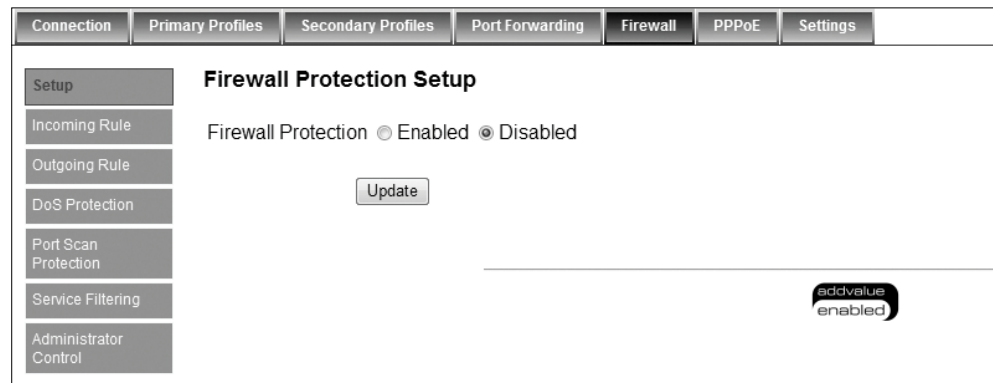 Connection Primary Profiles Secondary Profiles Port Forwarding Firewall PPPoE Settings
Setup
Incoming Rule
Outgoing Rule
DoS Protection
Port Scan
Protection
Service Filtering
Administrator
Control
Firewall Protection Setup
Firewall Protection Enabled Disabled
Update
addvalue
enabled